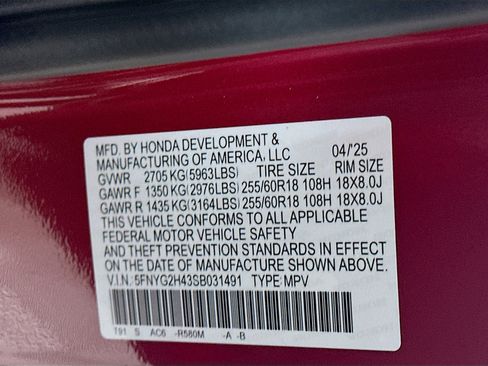 MFD. BY HONDA DEVELOPMENT &
MANUFACTURING OF AMERICA, LLC 04/'25
GVWR 2705 KG(5963LBS) TIRE SIZE RIM SIZE
GAWR F 1350 KG(2976LBS) 255/60R18 108H 18X8.0J
GAWR R 1435 KG(3164LBS) 255/60R18 108H 18X8.0J
THIS VEHICLE CONFORMS TO ALL APPLICABLE
FEDERAL MOTOR VEHICLE SAFETY
AND THEFT PREVENTION STANDARDS IN EFFECT
ON THE DATE OF MANUFACTURE SHOWN ABOVE.
V.I.N.: 5FNYG2H43SB031491 TYPE: MPV
T91 S AC6 -R580M -A -B